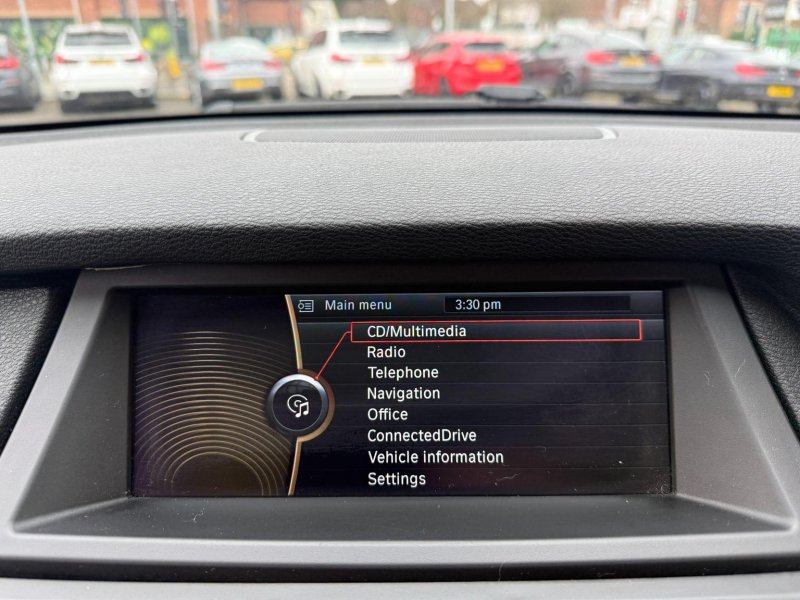 Main menu 3:30 pm
CD/Multimedia
Radio
Telephone
Navigation
Office
ConnectedDrive
Vehicle information
Settings